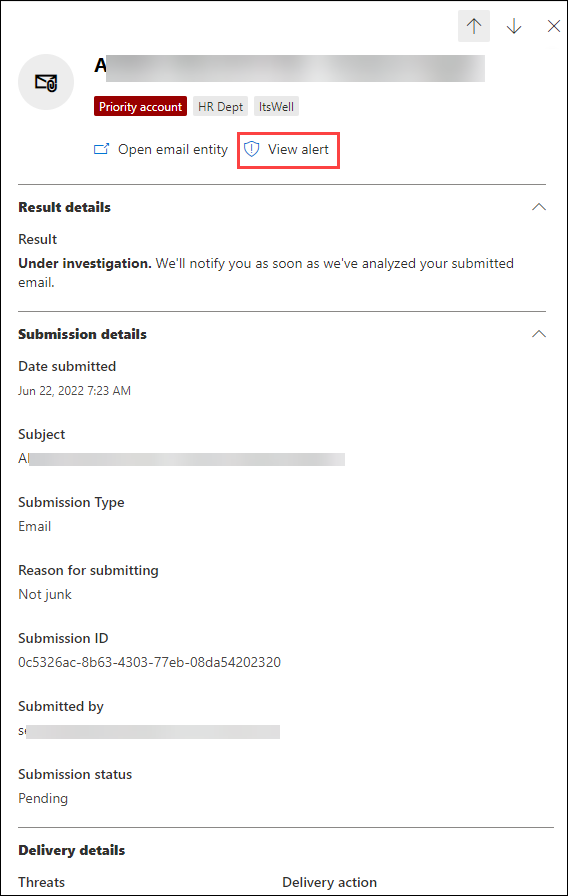 A
Priority account HR Dept ItsWell
Open email entity View alert
Result details
Result
Under investigation. We'll notify you as soon as we've analyzed your submitted
email.
Submission details
Date submitted
Jun 22, 2022 7:23 AM
Subject
Al
Submission Type
Email
Reason for submitting
Not junk
Submission ID
0c5326ac-8b63-4303-77eb-08da54202320
Submitted by
Submission status
Pending
Delivery details
Threats Delivery action